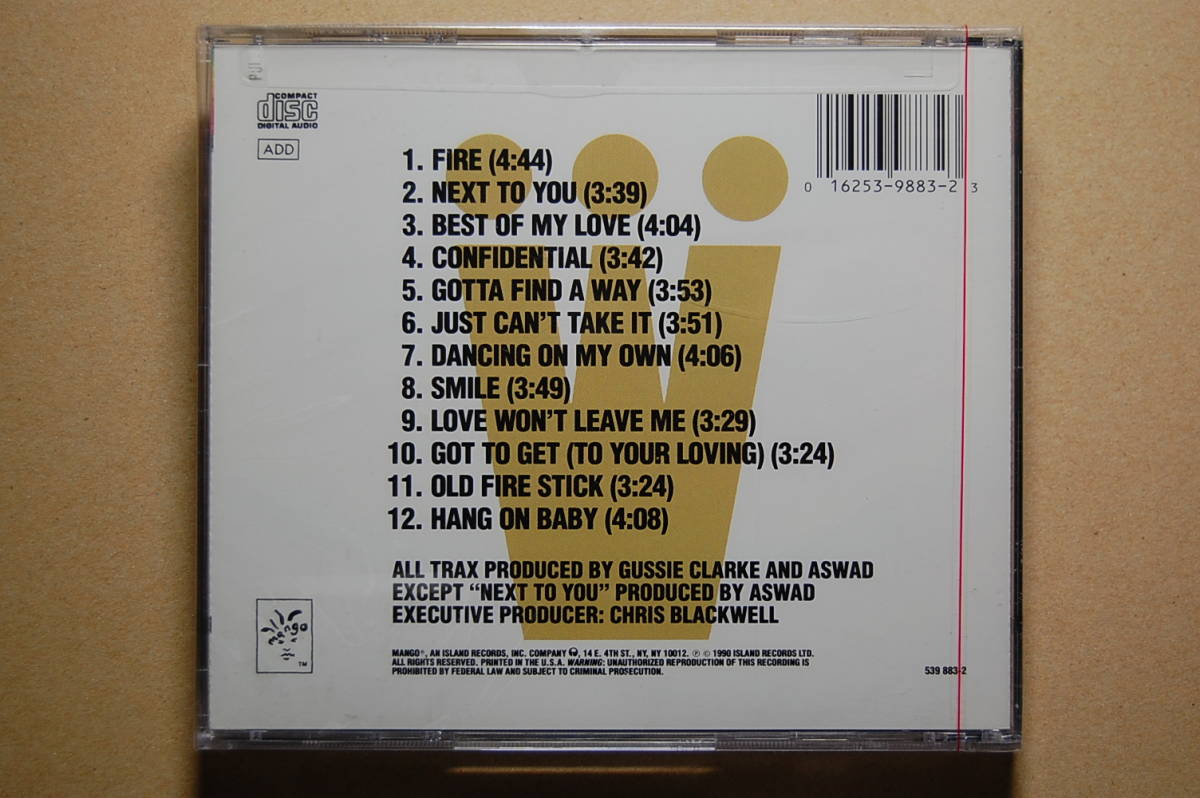 COMPACT
disc
DIGITAL AUDIO
ADD
0 16253-9883-2 3
1. FIRE (4:44)
2. NEXT TO YOU (3:39)
3. BEST OF MY LOVE (4:04)
4. CONFIDENTIAL (3:42)
5. GOTTA FIND A WAY (3:53)
6. JUST CAN'T TAKE IT (3:51)
7. DANCING ON MY OWN (4:06)
8. SMILE (3:49)
9. LOVE WON'T LEAVE ME (3:29)
10. GOT TO GET (TO YOUR LOVING) (3:24)
11. OLD FIRE STICK (3:24)
12. HANG ON BABY (4:08)
ALL TRAX PRODUCED BY GUSSIE CLARKE AND ASWAD
EXCEPT "NEXT TO YOU" PRODUCED BY ASWAD
EXECUTIVE PRODUCER: CHRIS BLACKWELL
mango
TM
MANGO®, AN ISLAND RECORDS, INC. COMPANY, 14 E. 4TH ST., NY, NY 10012. ℗ © 1990 ISLAND RECORDS LTD.
ALL RIGHTS RESERVED. PRINTED IN THE U.S.A. WARNING: UNAUTHORIZED REPRODUCTION OF THIS RECORDING IS
PROHIBITED BY FEDERAL LAW AND SUBJECT TO CRIMINAL PROSECUTION.
539 883-2